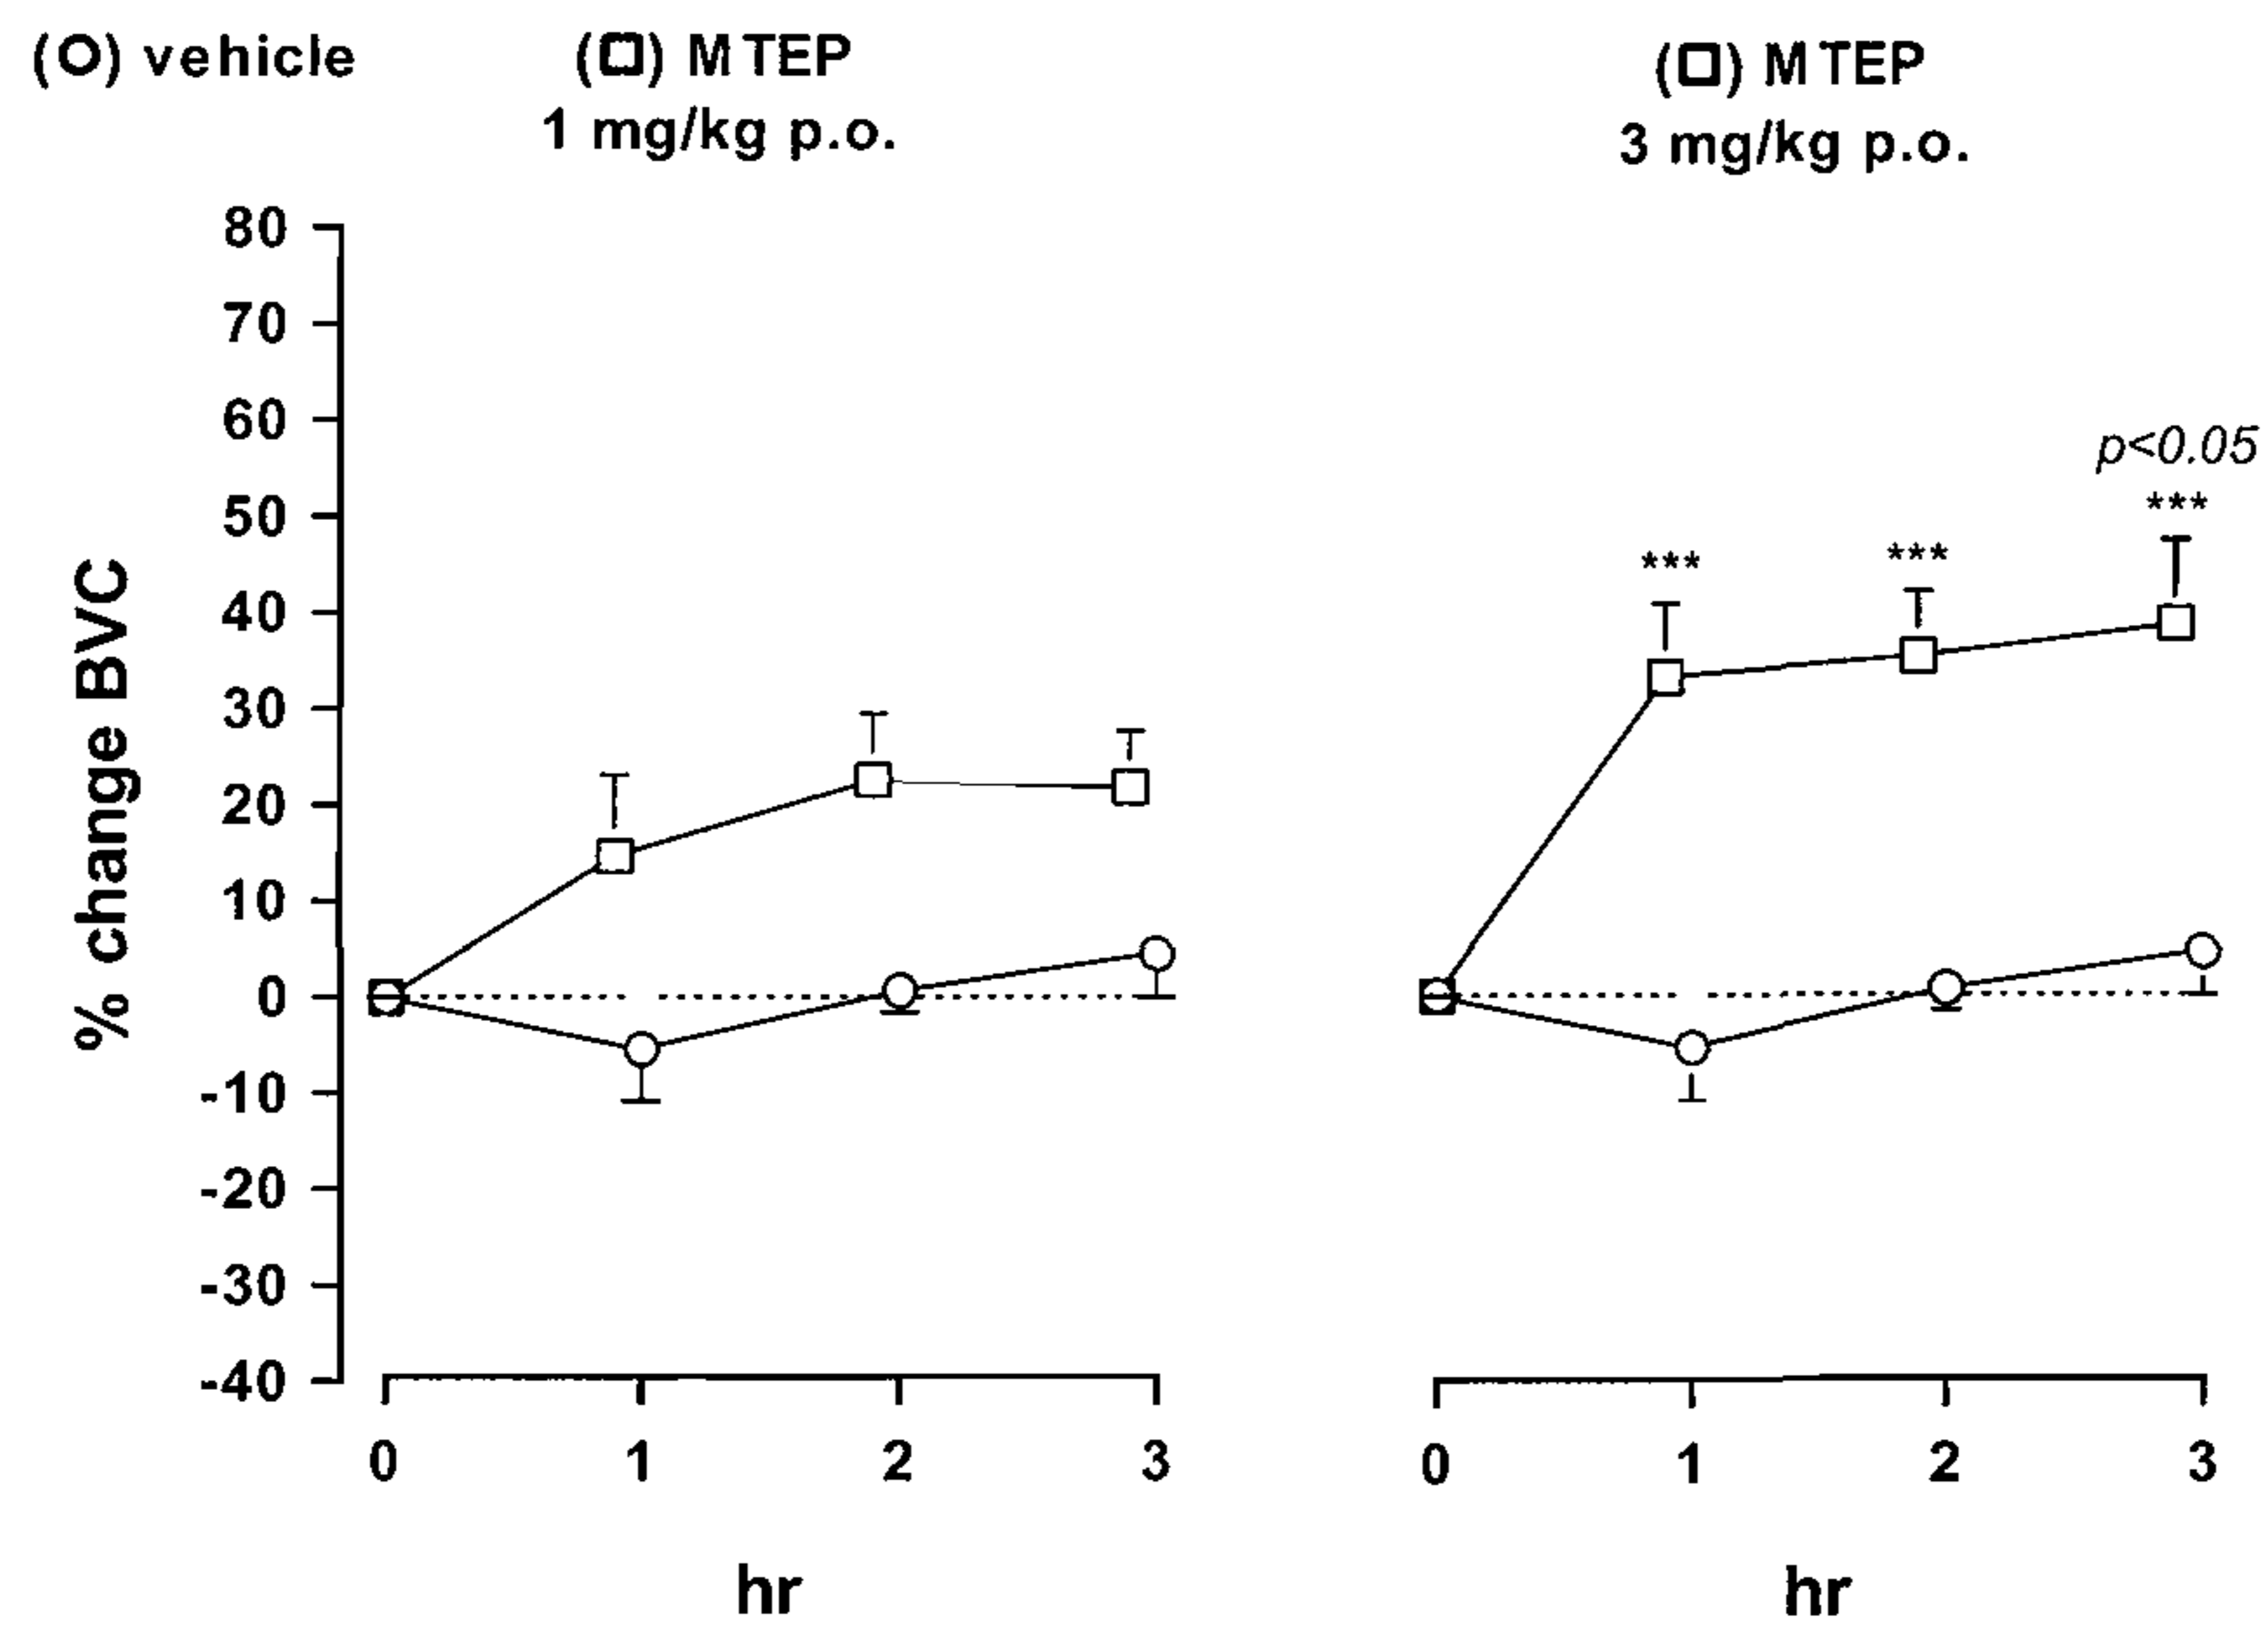 (O) vehicle
(□) MTEP
1 mg/kg p.o.
(□) MTEP
3 mg/kg p.o.
% change BVC
80
70
60
50
40
30
20
10
0
-10
-20
-30
-40
0 1 2 3
hr
***
***
p<0.05
***
0 1 2 3
hr